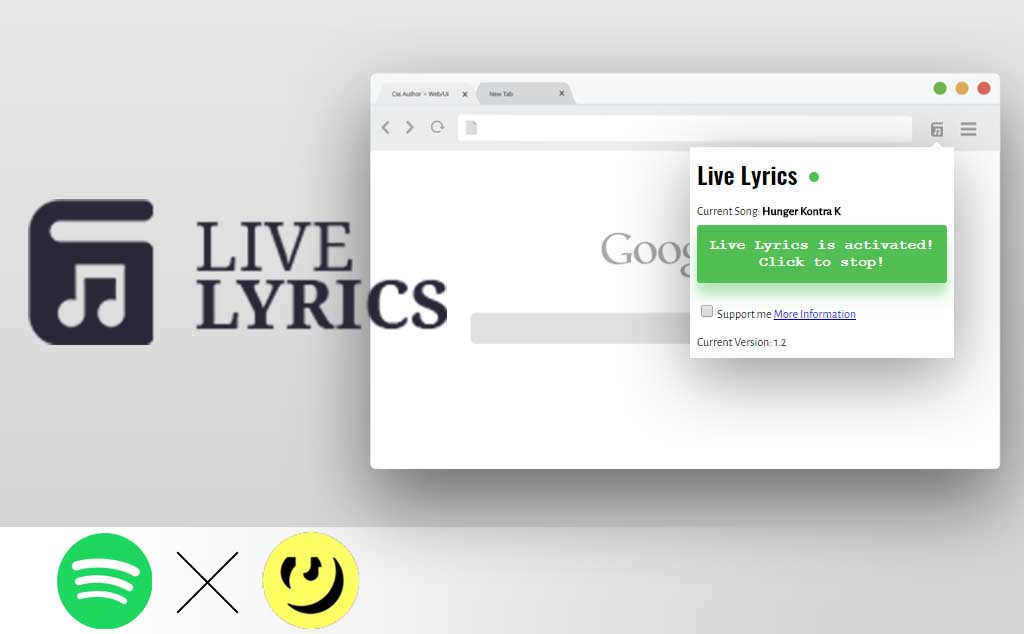 Css Author > Web/UI x
New Tab x
LIVE
LYRICS
Goog
Live Lyrics
Current Song: Hunger Kontra K
Live Lyrics is activated!
Click to stop!
Support me More Information
Current Version: 1.2